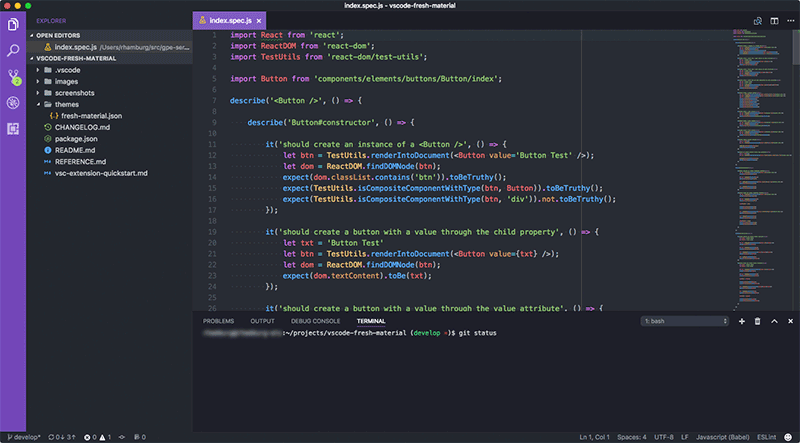 index.spec.js - vscode-fresh-material
EXPLORER
OPEN EDITORS
index.spec.js /Users/rhamburg/src/gpe-ser...
VSCODE-FRESH-MATERIAL
.vscode
images
screenshots
themes
fresh-material.json
CHANGELOG.md
package.json
README.md
REFERENCE.md
vsc-extension-quickstart.md
2
index.spec.js
1 import React from 'react';
2 import ReactDOM from 'react-dom';
3 import TestUtils from 'react-dom/test-utils';
4
5 import Button from 'components/elements/buttons/Button/index';
6
7 describe('<Button />', () => {
8
9 describe('Button#constructor', () => {
10
11 it('should create an instance of a <Button />', () => {
12 let btn = TestUtils.renderIntoDocument(<Button value='Button Test' />);
13 let dom = ReactDOM.findDOMNode(btn);
14 expect(dom.classList.contains('btn')).toBeTruthy();
15 expect(TestUtils.isCompositeComponentWithType(btn, Button)).toBeTruthy();
16 expect(TestUtils.isCompositeComponentWithType(btn, 'div')).not.toBeTruthy();
17 });
18
19 it('should create a button with a value through the child property', () => {
20 let txt = 'Button Test'
21 let btn = TestUtils.renderIntoDocument(<Button value={txt} />);
22 let dom = ReactDOM.findDOMNode(btn);
23 expect(dom.textContent).toBe(txt);
24 });
25
26 it('should create a button with a value through the value attribute', () => {
PROBLEMS OUTPUT DEBUG CONSOLE TERMINAL 1: bash
:~/projects/vscode-fresh-material (develop =)$ git status
develop* 0↓ 3↑ 0 1 0 Ln 1, Col 1 Spaces: 4 UTF-8 LF Javascript (Babel) ESLint